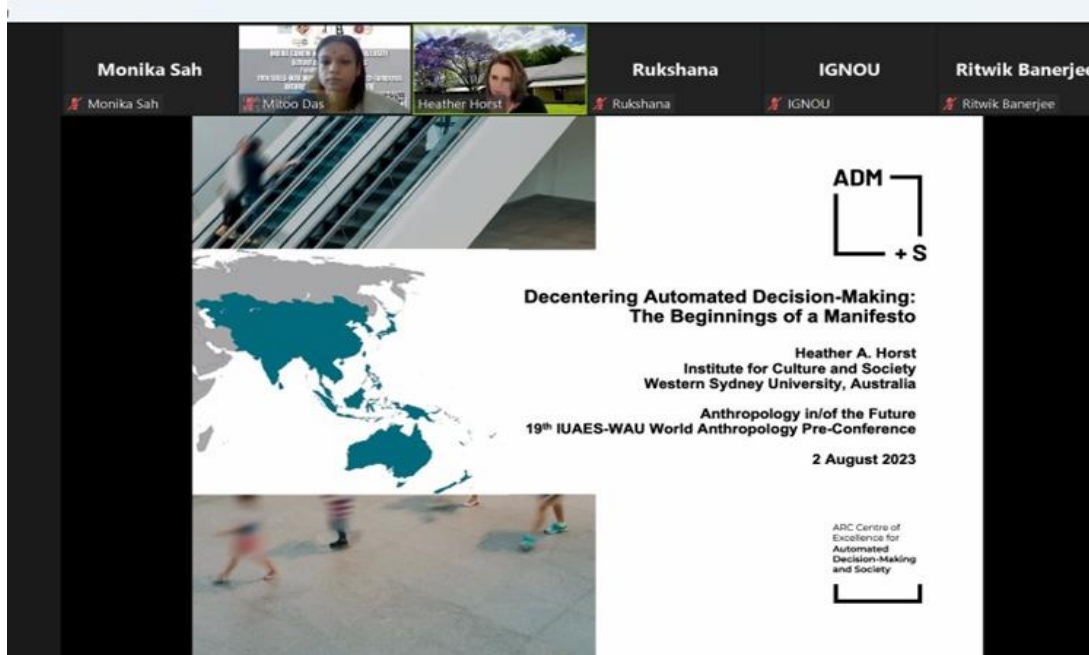 Monika Sah
Rukshana
IGNOU
Ritwik Banerjee
Monika Sah
Mitoo Das
Heather Horst
Rukshana
IGNOU
Ritwik Banerjee
ADM
+ S
Decentering Automated Decision-Making:
The Beginnings of a Manifesto
Heather A. Horst
Institute for Culture and Society
Western Sydney University, Australia
Anthropology in/of the Future
19th IUAES-WAU World Anthropology Pre-Conference
2 August 2023
ARC Centre of
Excellence for
Automated
Decision-Making
and Society